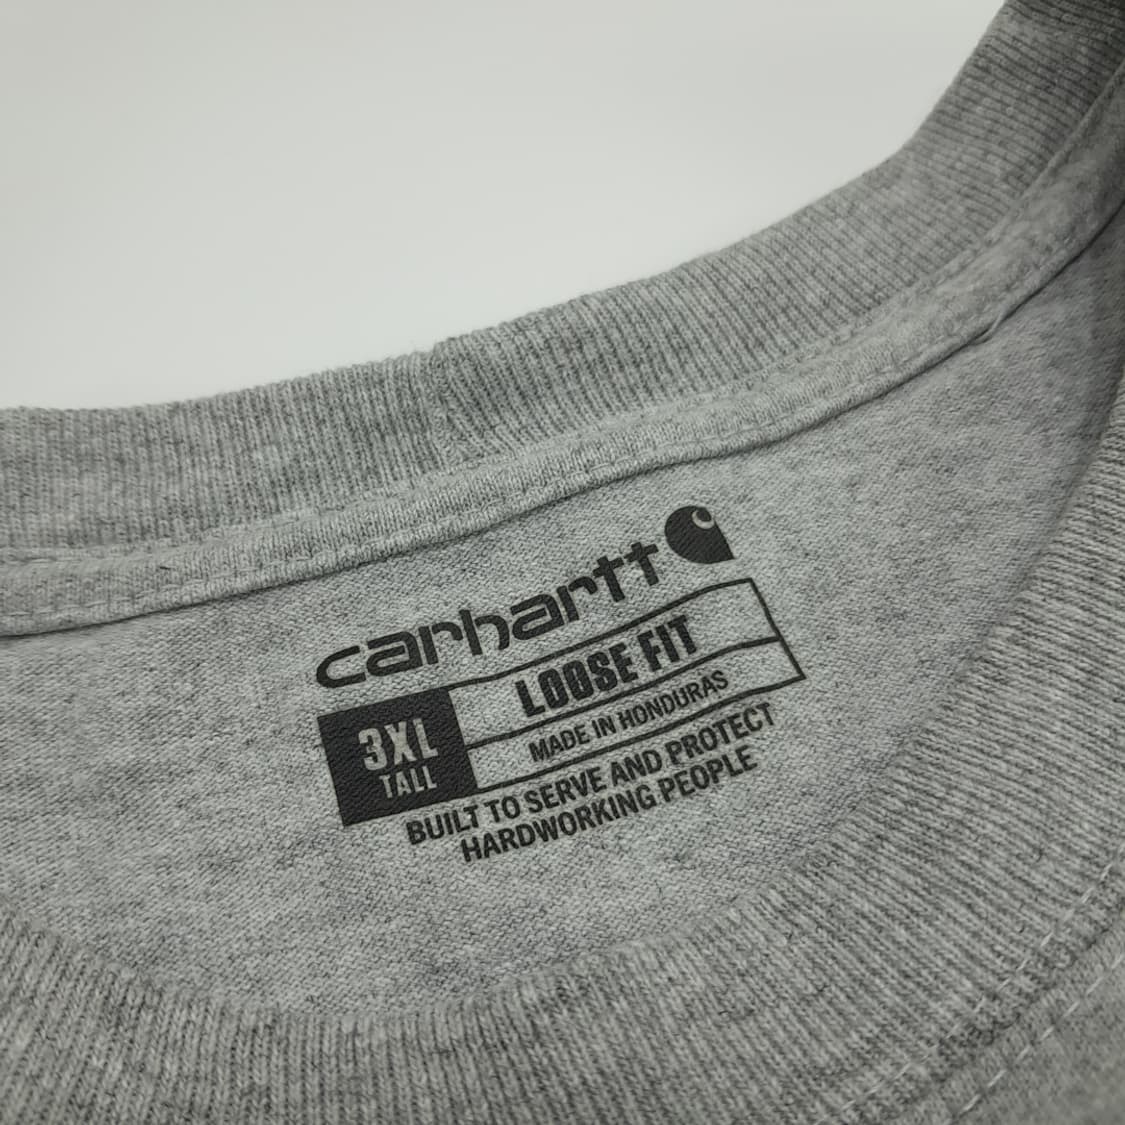 carhartt
3XL
TALL
LOOSE FIT
MADE IN HONDURAS
BUILT TO SERVE AND PROTECT
HARDWORKING PEOPLE